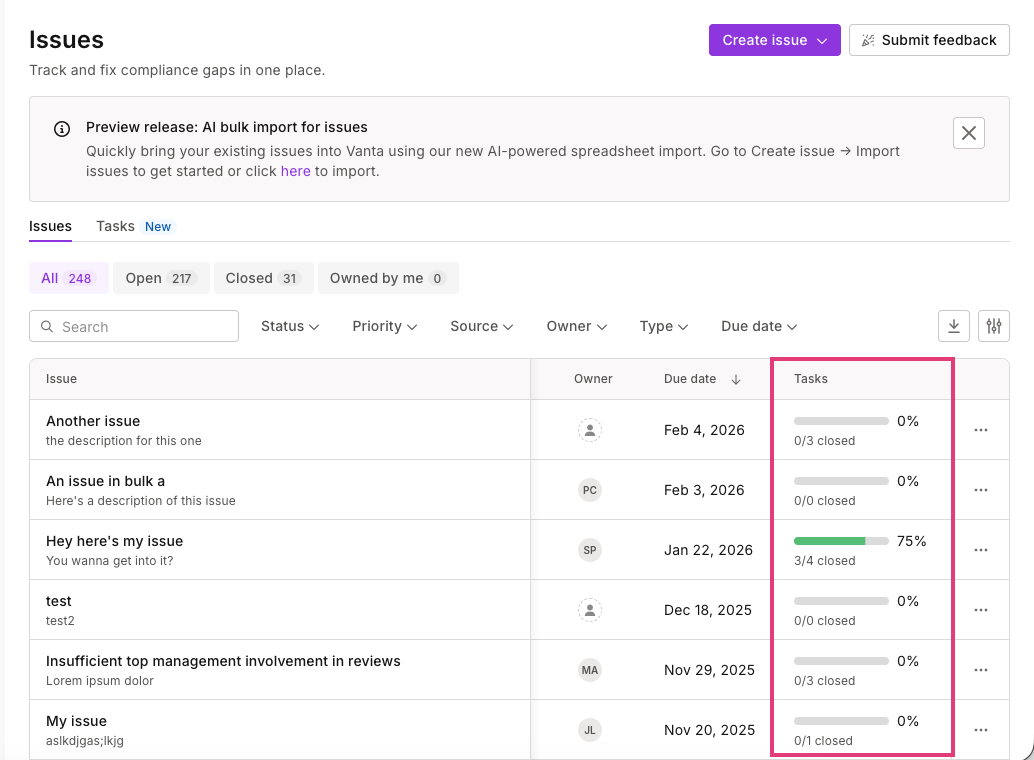 Issues
Create issue
Submit feedback
Track and fix compliance gaps in one place.
Preview release: AI bulk import for issues
Quickly bring your existing issues into Vanta using our new AI-powered spreadsheet import. Go to Create issue → Import
issues to get started or click here to import.
Issues Tasks New
All 248 Open 217 Closed 31 Owned by me 0
Search Status Priority Source Owner Type Due date
Issue Owner Due date ↓ Tasks
Another issue
the description for this one
Feb 4, 2026
0%
0/3 closed
An issue in bulk a
Here's a description of this issue
PC
Feb 3, 2026
0%
0/0 closed
Hey here's my issue
You wanna get into it?
SP
Jan 22, 2026
75%
3/4 closed
test
test2
Dec 18, 2025
0%
0/0 closed
Insufficient top management involvement in reviews
Lorem ipsum dolor
MA
Nov 29, 2025
0%
0/3 closed
My issue
aslkdjgas;lkjg
JL
Nov 20, 2025
0%
0/1 closed